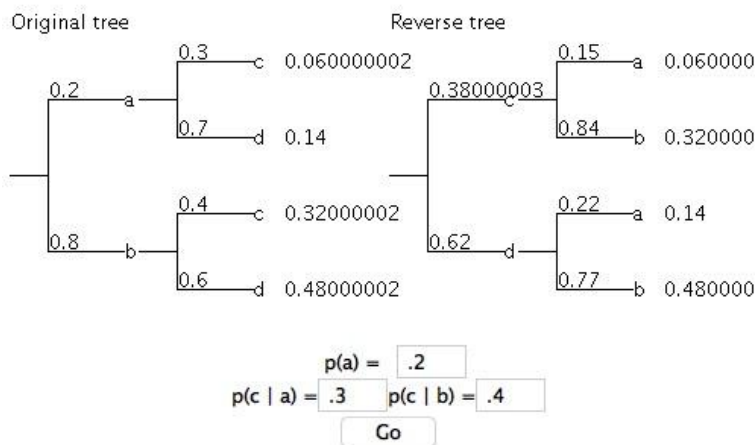 Original tree Reverse tree
0.3 c 0.060000002 0.15 a 0.060000
0.2 a 0.38000003 c
0.7 d 0.14 0.84 b 0.320000
0.4 c 0.32000002 0.22 a 0.14
0.8 b 0.62 d
0.6 d 0.48000002 0.77 b 0.480000
p(a) = .2
p(c | a) = .3 p(c | b) = .4
Go